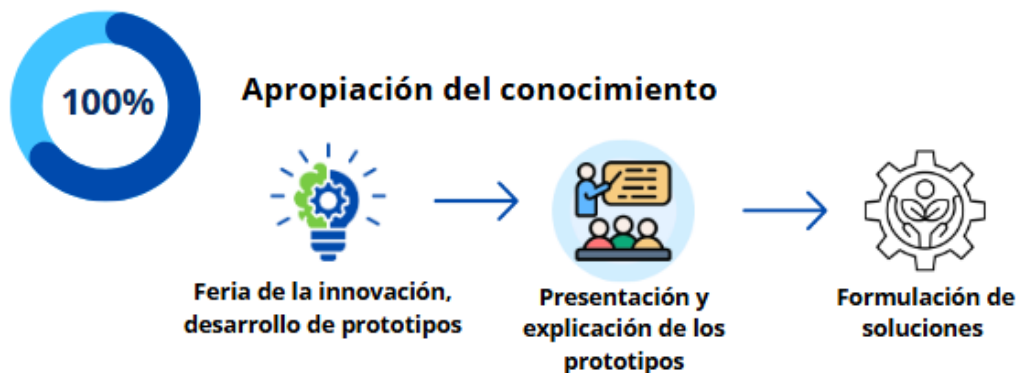 100%
Apropiación del conocimiento
Feria de la innovación,
desarrollo de prototipos
Presentación y
explicación de los
prototipos
Formulación de
soluciones